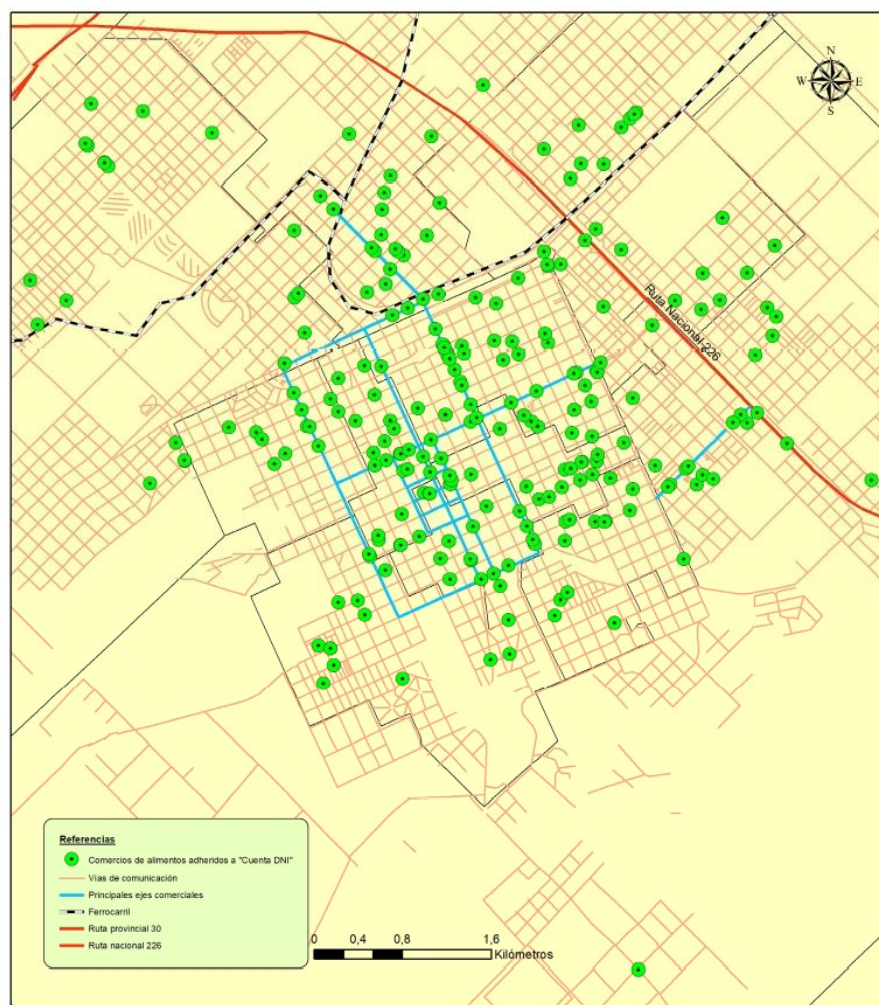 N
W
E
S
Ruta Nacional 226
Referencias
Comercios de alimentos adheridos a "Cuenta DNI"
Vías de comunicación
Principales ejes comerciales
Ferrocarril
Ruta provincial 30
Ruta nacional 226
0 0,4 0,8 1,6
Kilómetros